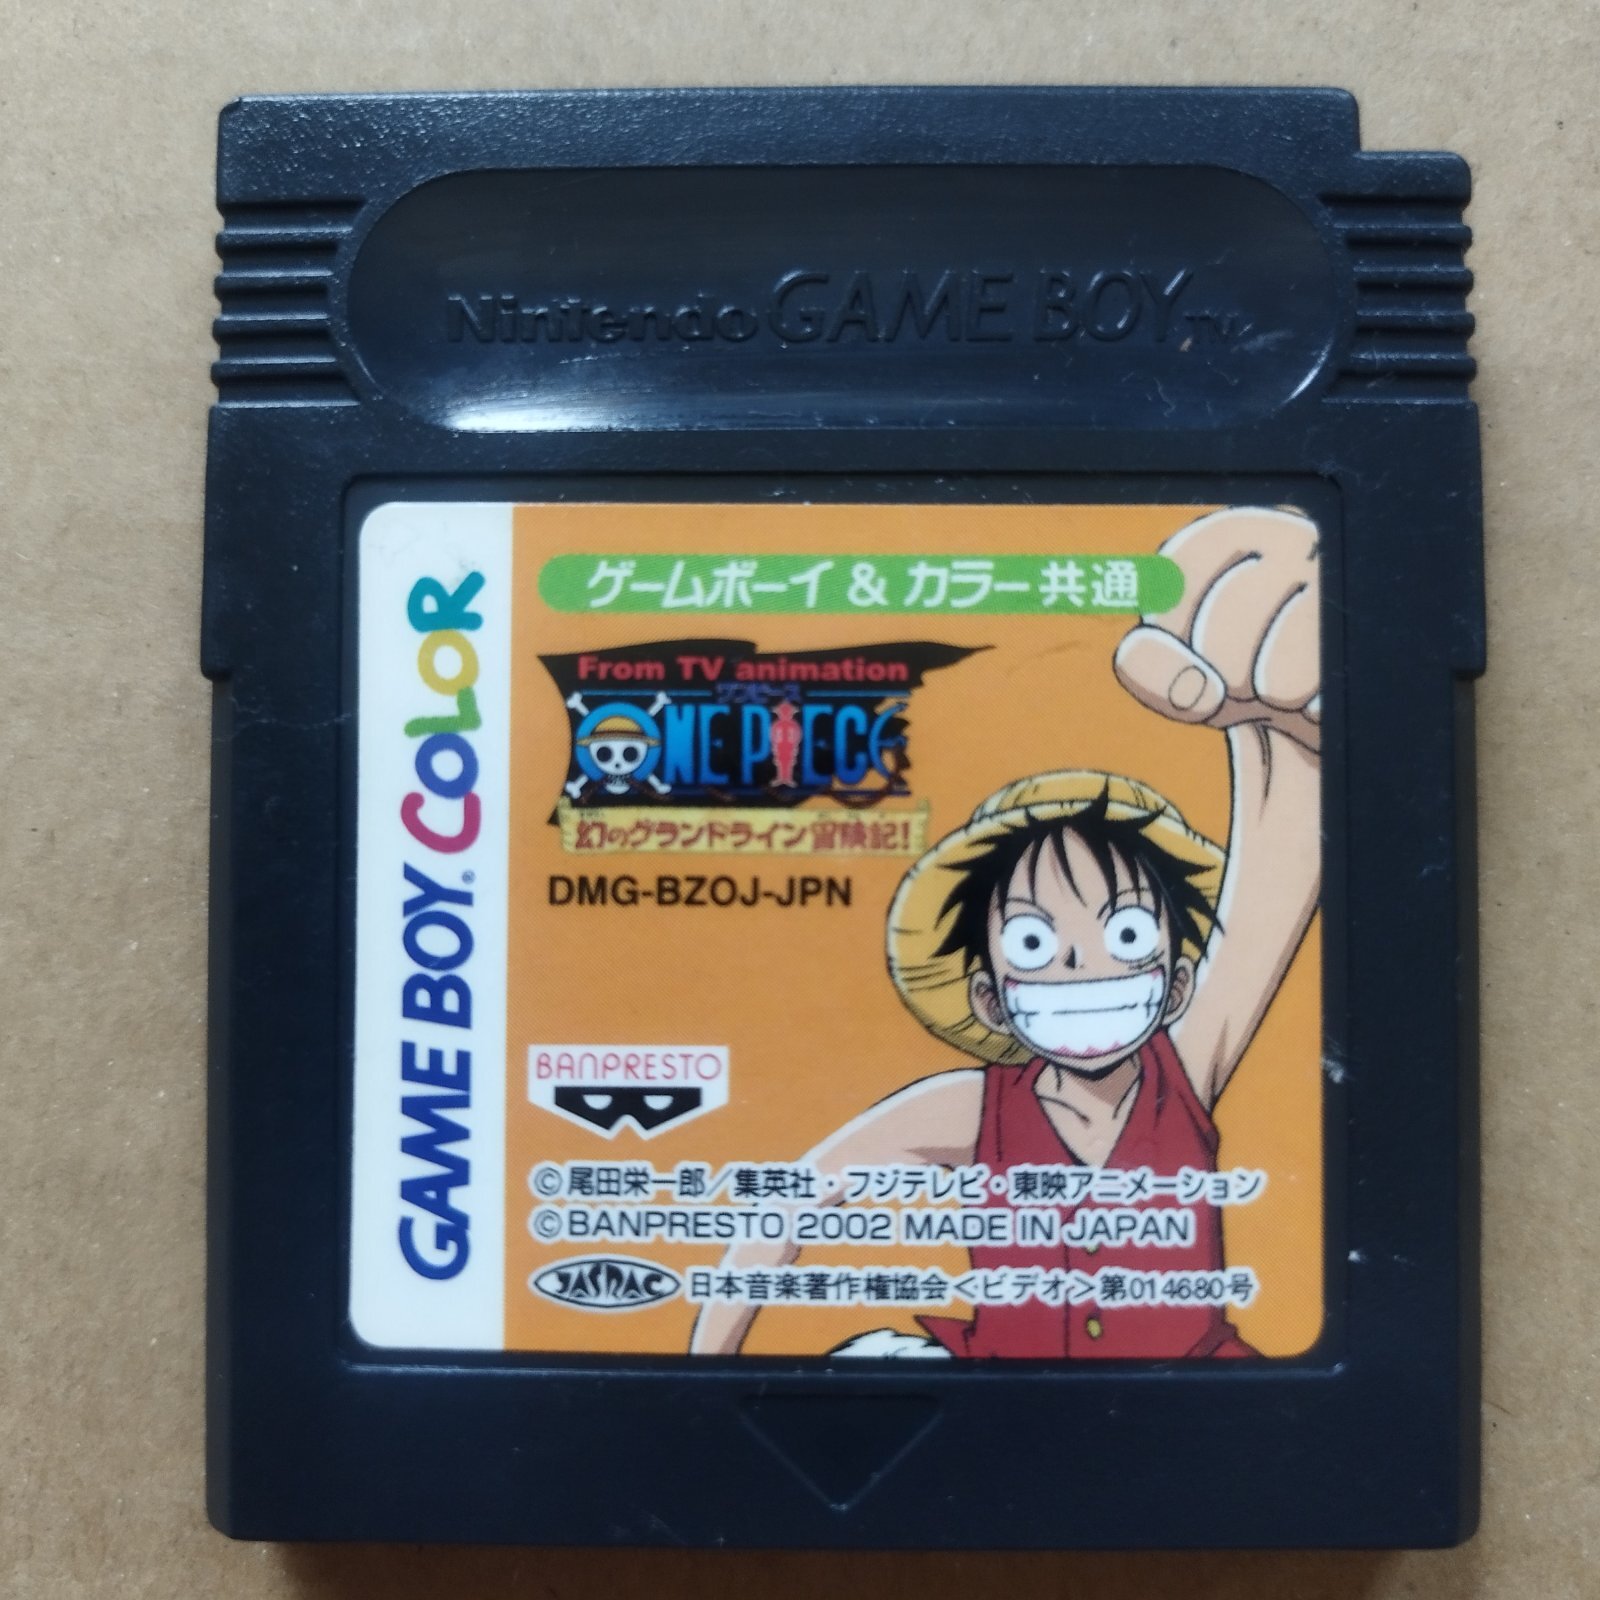 Nintendo GAME BOY TM
GAME BOY® COLOR
ゲームボーイ & カラー 共通
From TV animation
ワンピース
ONE PIECE
幻のグランドライン冒険記!
DMG-BZOJ-JPN
BANPRESTO
©尾田栄一郎/集英社・フジテレビ・東映アニメーション
©BANPRESTO 2002 MADE IN JAPAN
JASRAC 日本音楽著作権協会<ビデオ>第014680号